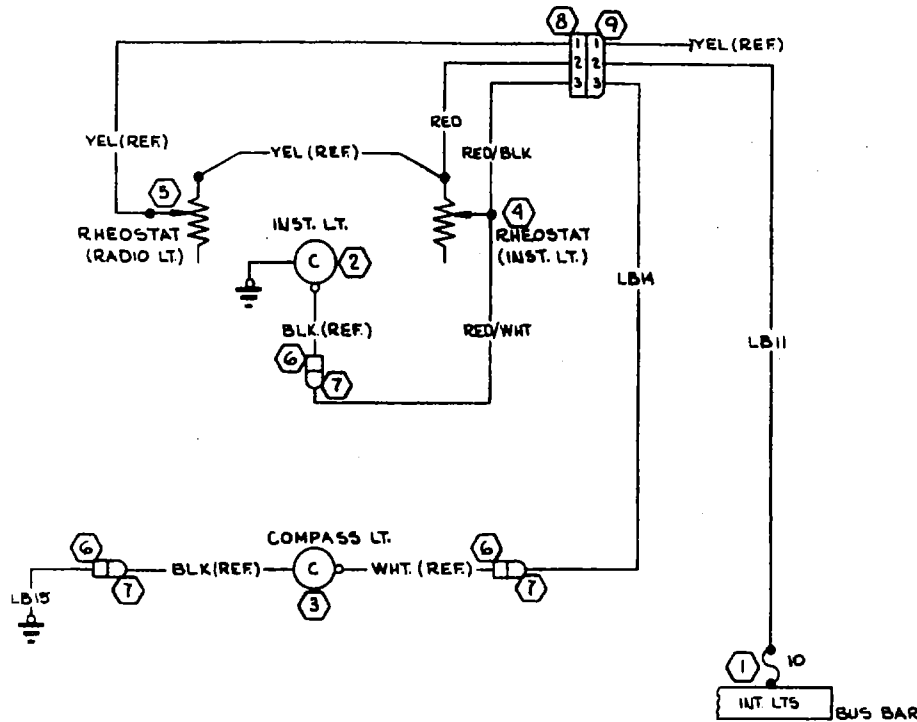 8 9
1 1 YEL (REF.)
2 2
3 3
RED
YEL (REF.)
YEL (REF.)
RED/BLK
5
4
RHEOSTAT
(RADIO LT.)
INST. LT.
RHEOSTAT
(INST. LT.)
C
2
LB14
BLK.(REF.)
RED/WHT
LB11
6
7
COMPASS LT.
6
6
BLK(REF.)
C
WHT. (REF.)
7
7
3
LB15
1
10
INT. LTS
BUS BAR